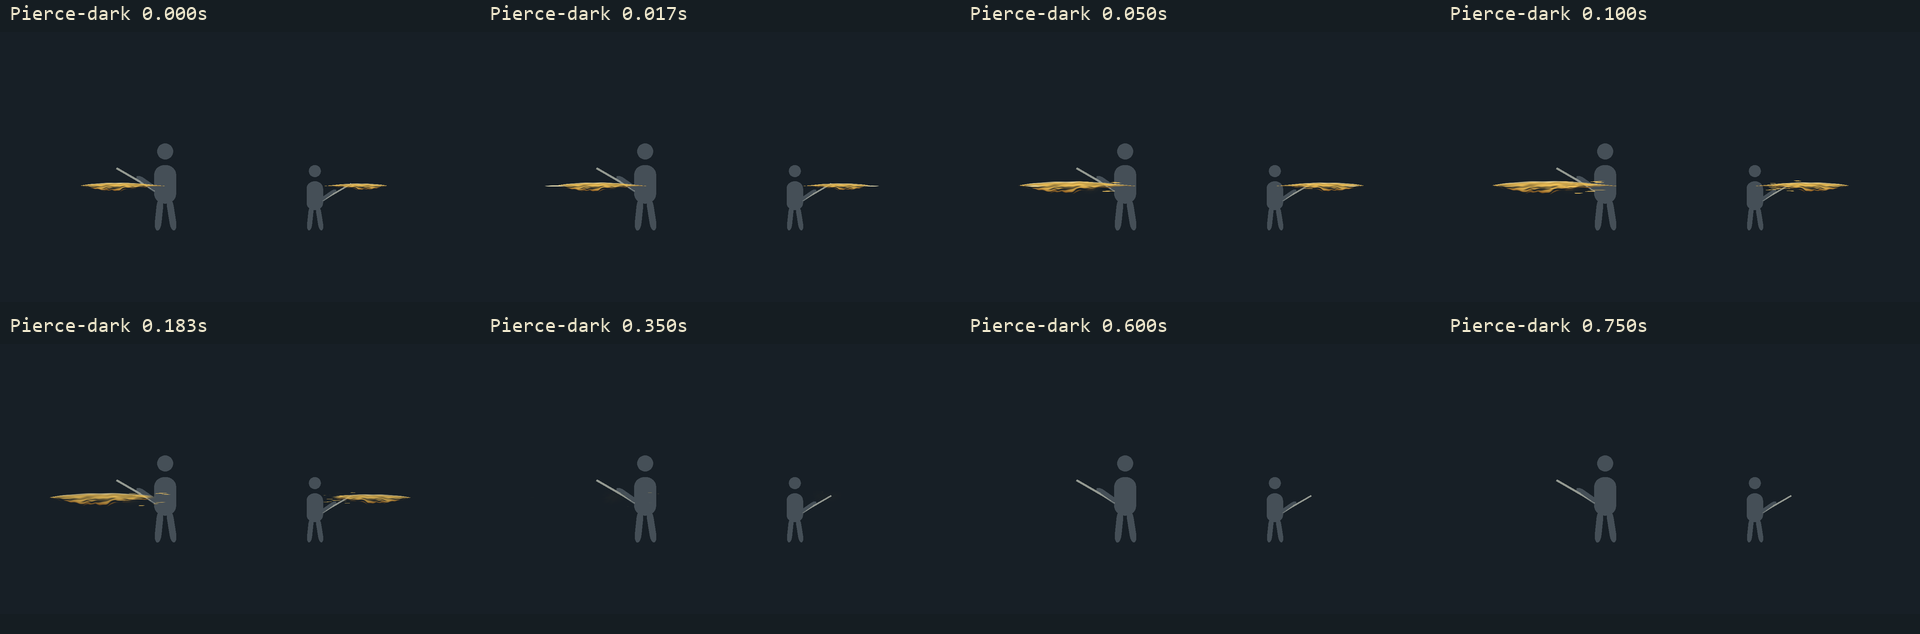 Pierce-dark 0.000s
Pierce-dark 0.017s
Pierce-dark 0.050s
Pierce-dark 0.100s
Pierce-dark 0.183s
Pierce-dark 0.350s
Pierce-dark 0.600s
Pierce-dark 0.750s